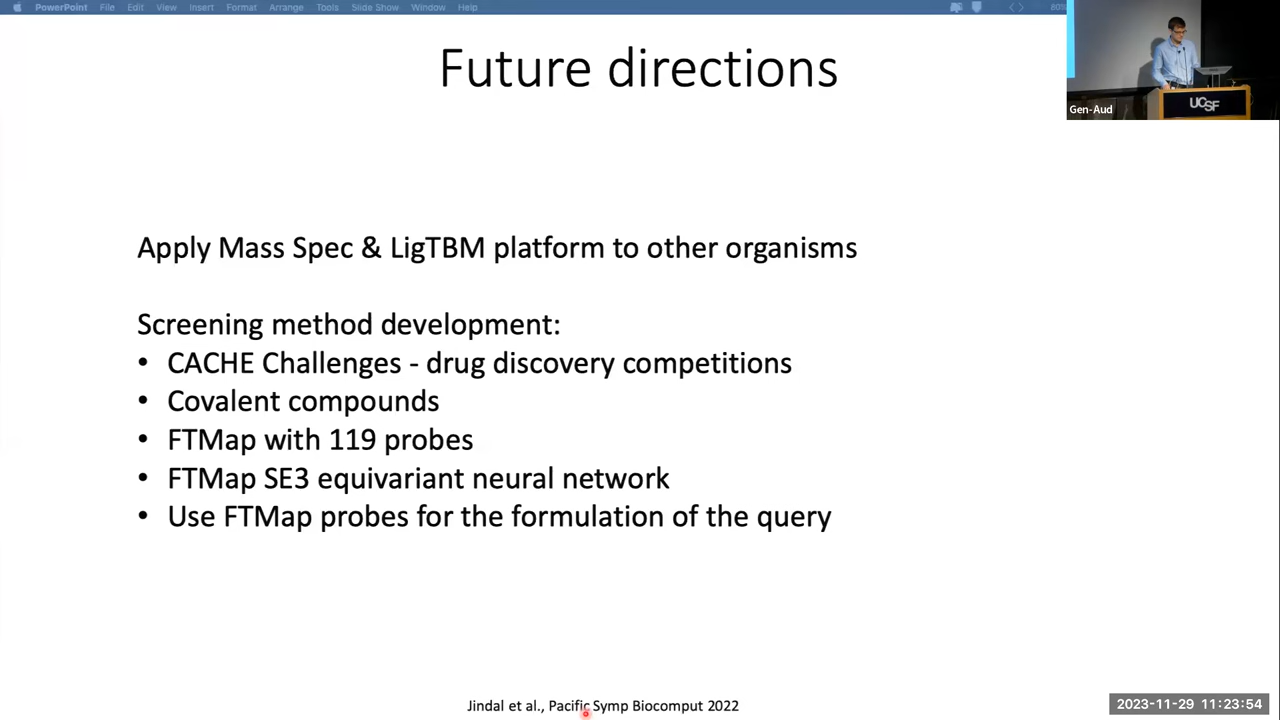 PowerPoint File Edit View Insert Format Arrange Tools Slide Show Window Help
Future directions
UCSF
Gen-Aud
Apply Mass Spec & LigTBM platform to other organisms
Screening method development:
• CACHE Challenges - drug discovery competitions
• Covalent compounds
• FTMap with 119 probes
• FTMap SE3 equivariant neural network
• Use FTMap probes for the formulation of the query
Jindal et al., Pacific Symp Biocomput 2022
2023-11-29 11:23:54